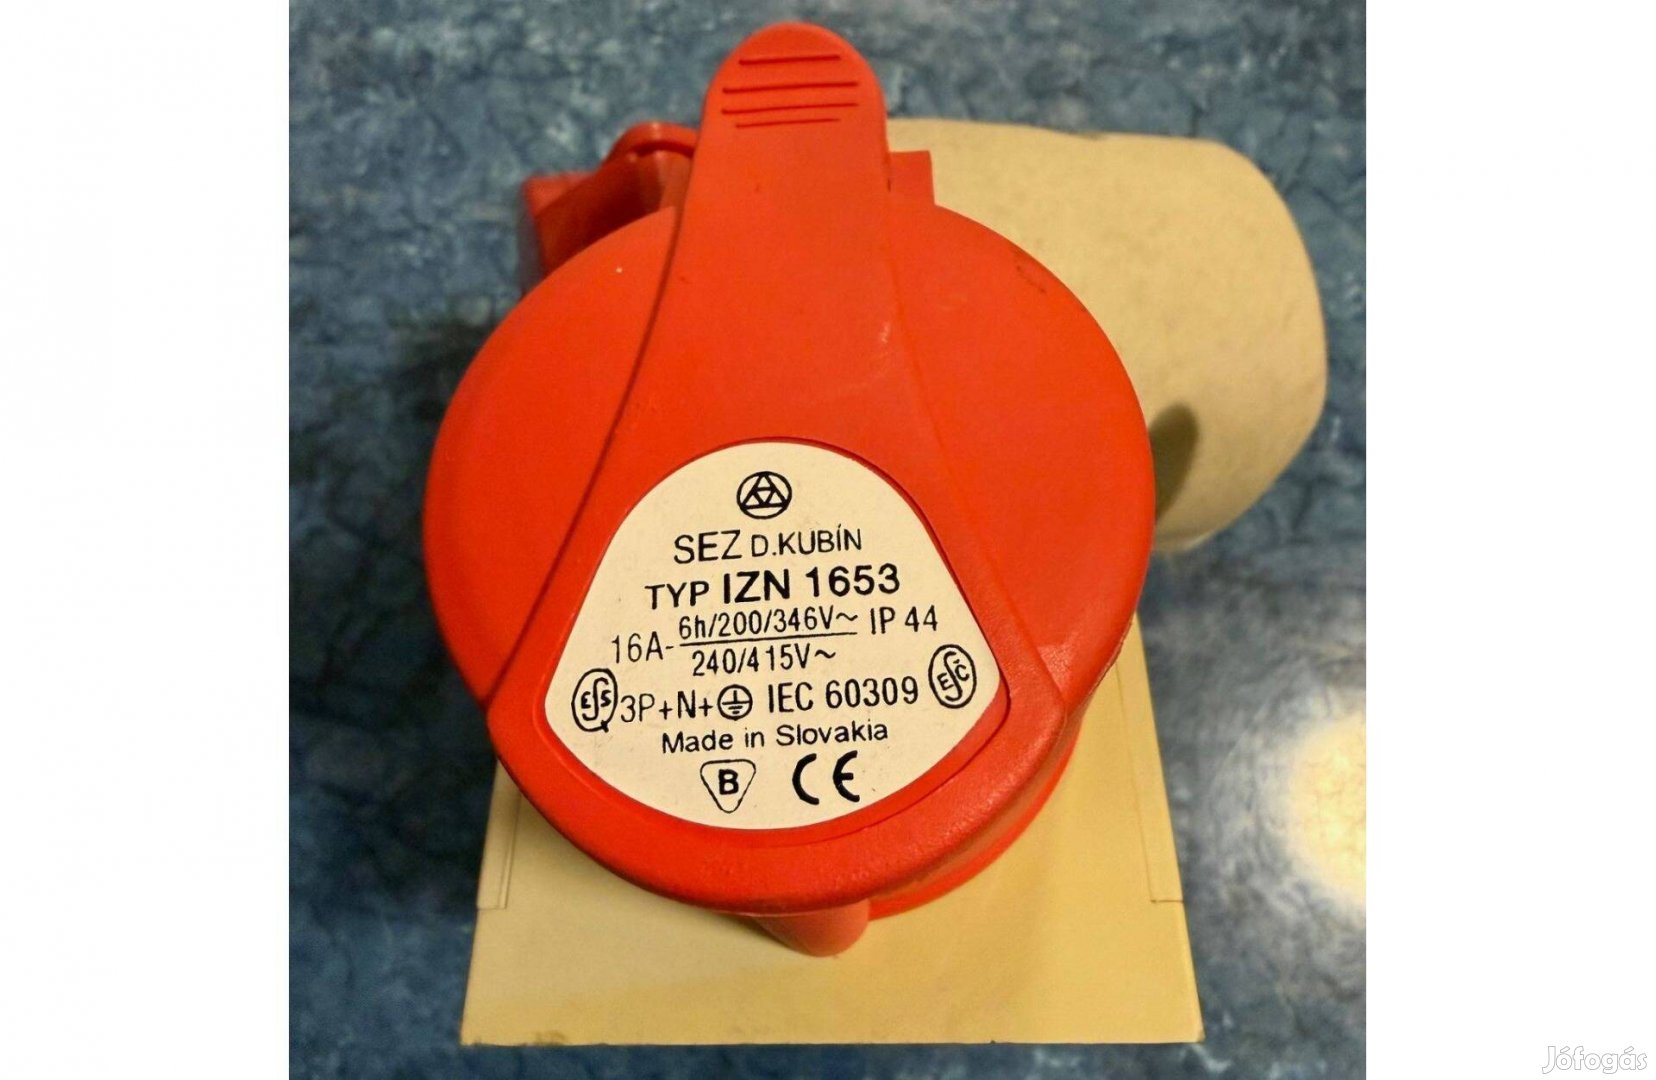 SEZ D.KUBÍN
TYP IZN 1653
16A- 6h/200/346V~ IP 44
240/415V~
3P+N+⏚ IEC 60309
Made in Slovakia
B CE
Jófogás